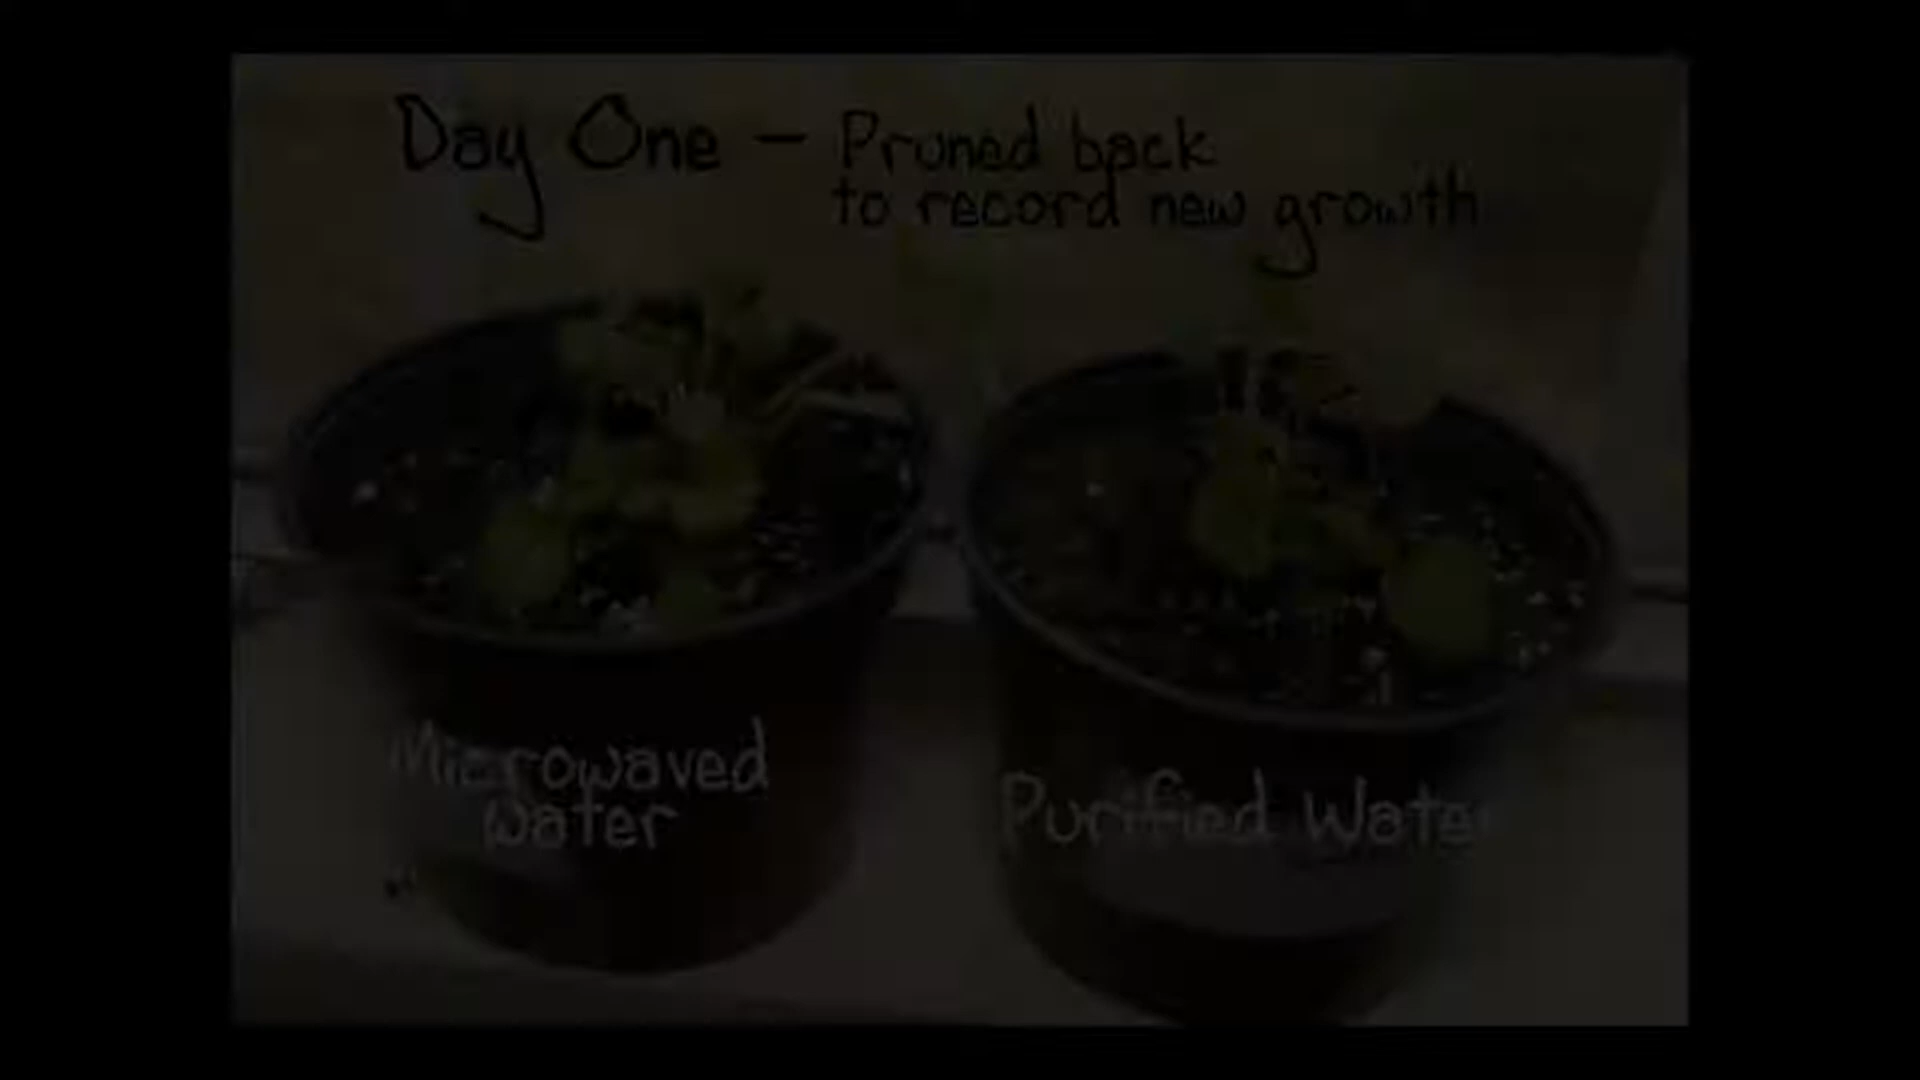 Day One – Pruned back
to record new growth
Microwaved
water
Purified Water